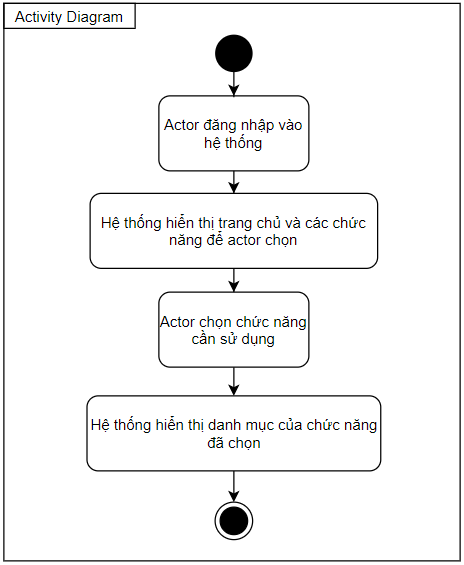 Activity Diagram
Actor đăng nhập vào
hệ thống
Hệ thống hiển thị trang chủ và các chức
năng để actor chọn
Actor chọn chức năng
cần sử dụng
Hệ thống hiển thị danh mục của chức năng
đã chọn